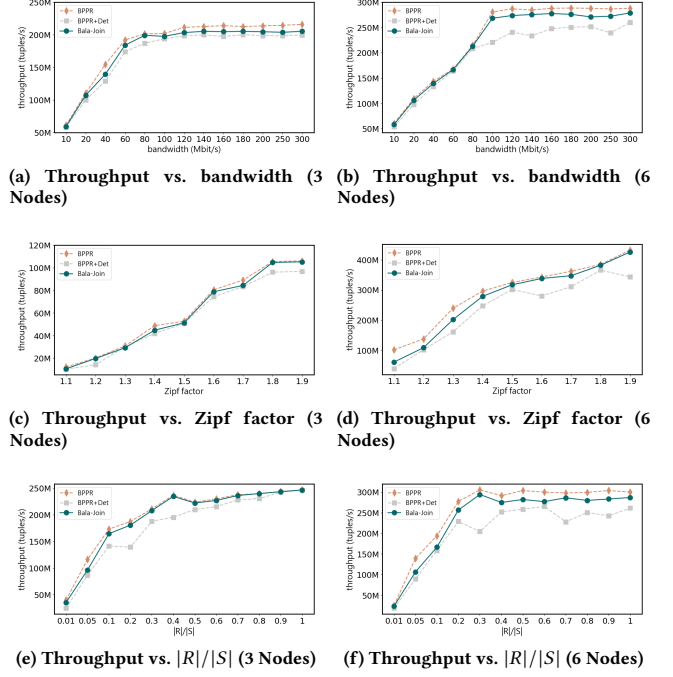 250M
200M
150M
100M
50M
throughput (tuples/s)
BPPR
BPPR+Det
Bala-Join
10 20 40 60 80 100 120 140 160 180 200 250 300
bandwidth (Mbit/s)
(a) Throughput vs. bandwidth (3
Nodes)
300M
250M
200M
150M
100M
50M
throughput (tuples/s)
BPPR
BPPR+Det
Bala-Join
10 20 40 60 80 100 120 140 160 180 200 250 300
bandwidth (Mbit/s)
(b) Throughput vs. bandwidth (6
Nodes)
120M
100M
80M
60M
40M
20M
throughput (tuples/s)
BPPR
BPPR+Det
Bala-Join
1.1 1.2 1.3 1.4 1.5 1.6 1.7 1.8 1.9
Zipf factor
(c) Throughput vs. Zipf factor (3
Nodes)
400M
300M
200M
100M
throughput (tuples/s)
BPPR
BPPR+Det
Bala-Join
1.1 1.2 1.3 1.4 1.5 1.6 1.7 1.8 1.9
Zipf factor
(d) Throughput vs. Zipf factor (6
Nodes)
250M
200M
150M
100M
50M
throughput (tuples/s)
BPPR
BPPR+Det
Bala-Join
0.01 0.05 0.1 0.2 0.3 0.4 0.5 0.6 0.7 0.8 0.9 1
|R|/|S|
(e) Throughput vs. |R|/|S| (3 Nodes)
300M
250M
200M
150M
100M
50M
throughput (tuples/s)
BPPR
BPPR+Det
Bala-Join
0.01 0.05 0.1 0.2 0.3 0.4 0.5 0.6 0.7 0.8 0.9 1
|R|/|S|
(f) Throughput vs. |R|/|S| (6 Nodes)